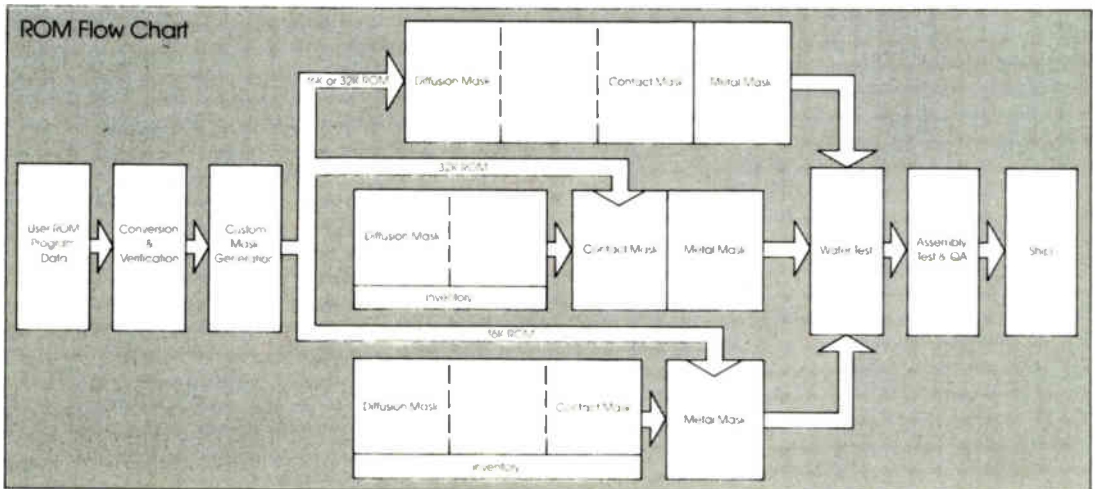 ROM Flow Chart
16K or 32K ROM
Diffusion Mask
Contact Mask
Metal Mask
32K ROM
User ROM
Program
Data
Conversion
&
Verification
Custom
Mask
Generation
Diffusion Mask
Inventory
Contact Mask
Metal Mask
Wafer Test
Assembly
Test & QA
Ship
16K ROM
Diffusion Mask
Contact Mask
Inventory
Metal Mask